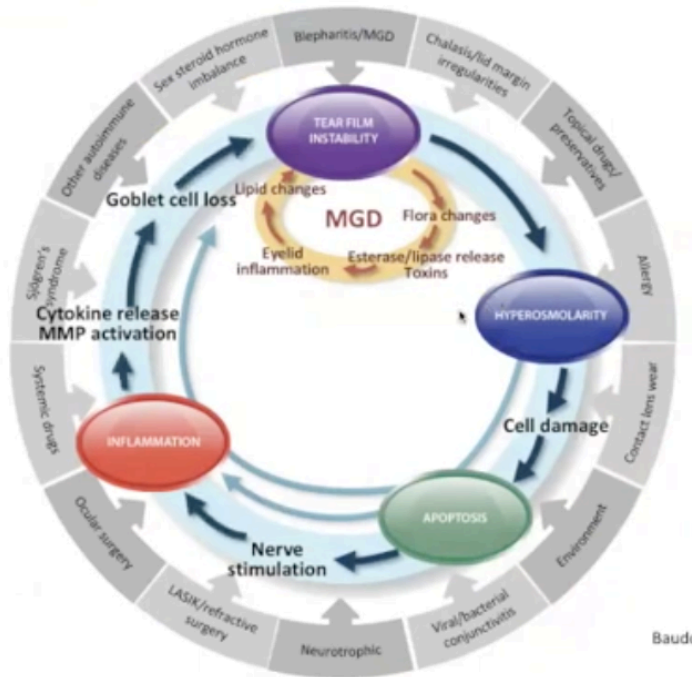 Blepharitis/MGD
Chalasis/lid margin
irregularities
Topical drugs/
preservatives
Allergy
Contact lens wear
Environment
Viral/bacterial
conjunctivitis
Neurotrophic
LASIK/refractive
surgery
Ocular surgery
Systemic drugs
Sjögren's
syndrome
Other autoimmune
diseases
Sex steroid hormone
imbalance
TEAR FILM
INSTABILITY
HYPEROSMOLARITY
Cell damage
APOPTOSIS
Nerve
stimulation
INFLAMMATION
Cytokine release
MMP activation
Goblet cell loss
MGD
Flora changes
Esterase/lipase release
Toxins
Eyelid
inflammation
Lipid changes